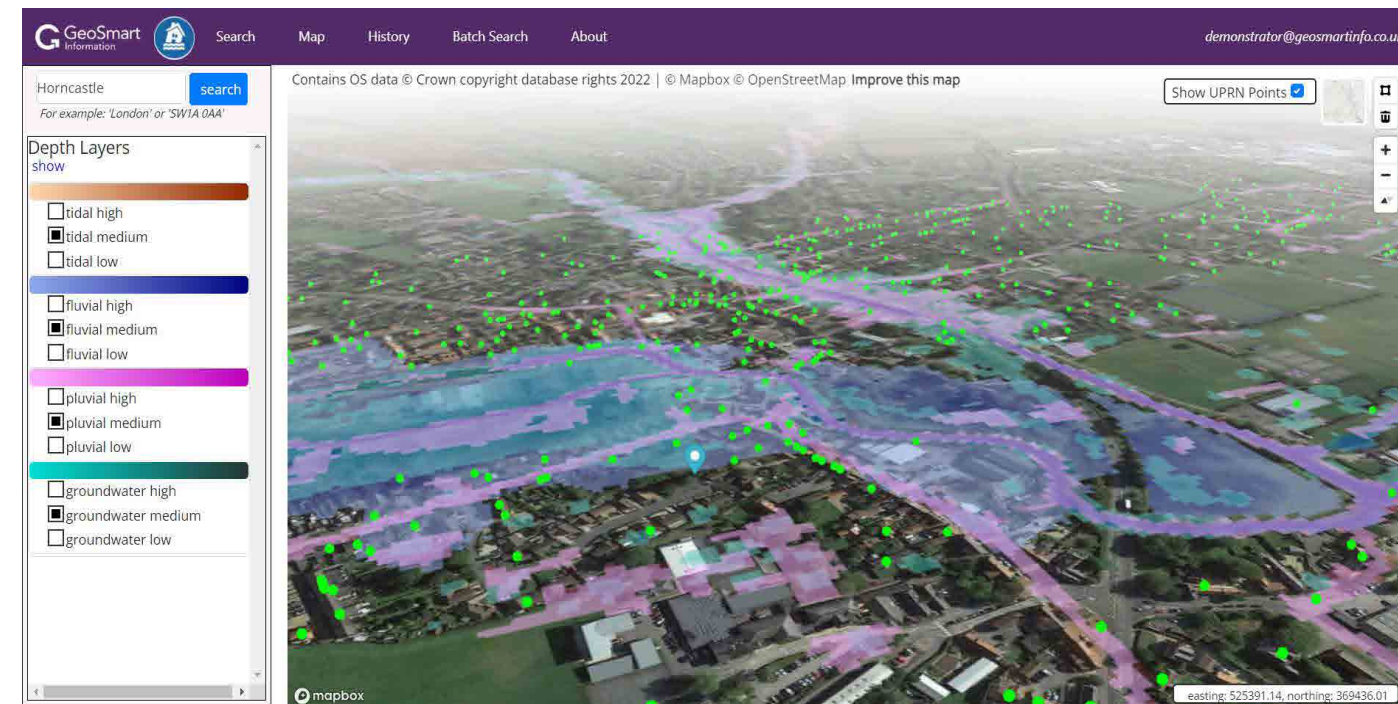 GeoSmart
Information
Search
Map
History
Batch Search
About
demonstrator@geosmartinfo.co.u
Horncastle
search
For example: 'London' or 'SW1A 0AA'
Contains OS data © Crown copyright database rights 2022 | © Mapbox © OpenStreetMap Improve this map
Show UPRN Points
Depth Layers
show
tidal high
tidal medium
tidal low
fluvial high
fluvial medium
fluvial low
pluvial high
pluvial medium
pluvial low
groundwater high
groundwater medium
groundwater low
mapbox
easting: 525391.14, northing: 369436.01